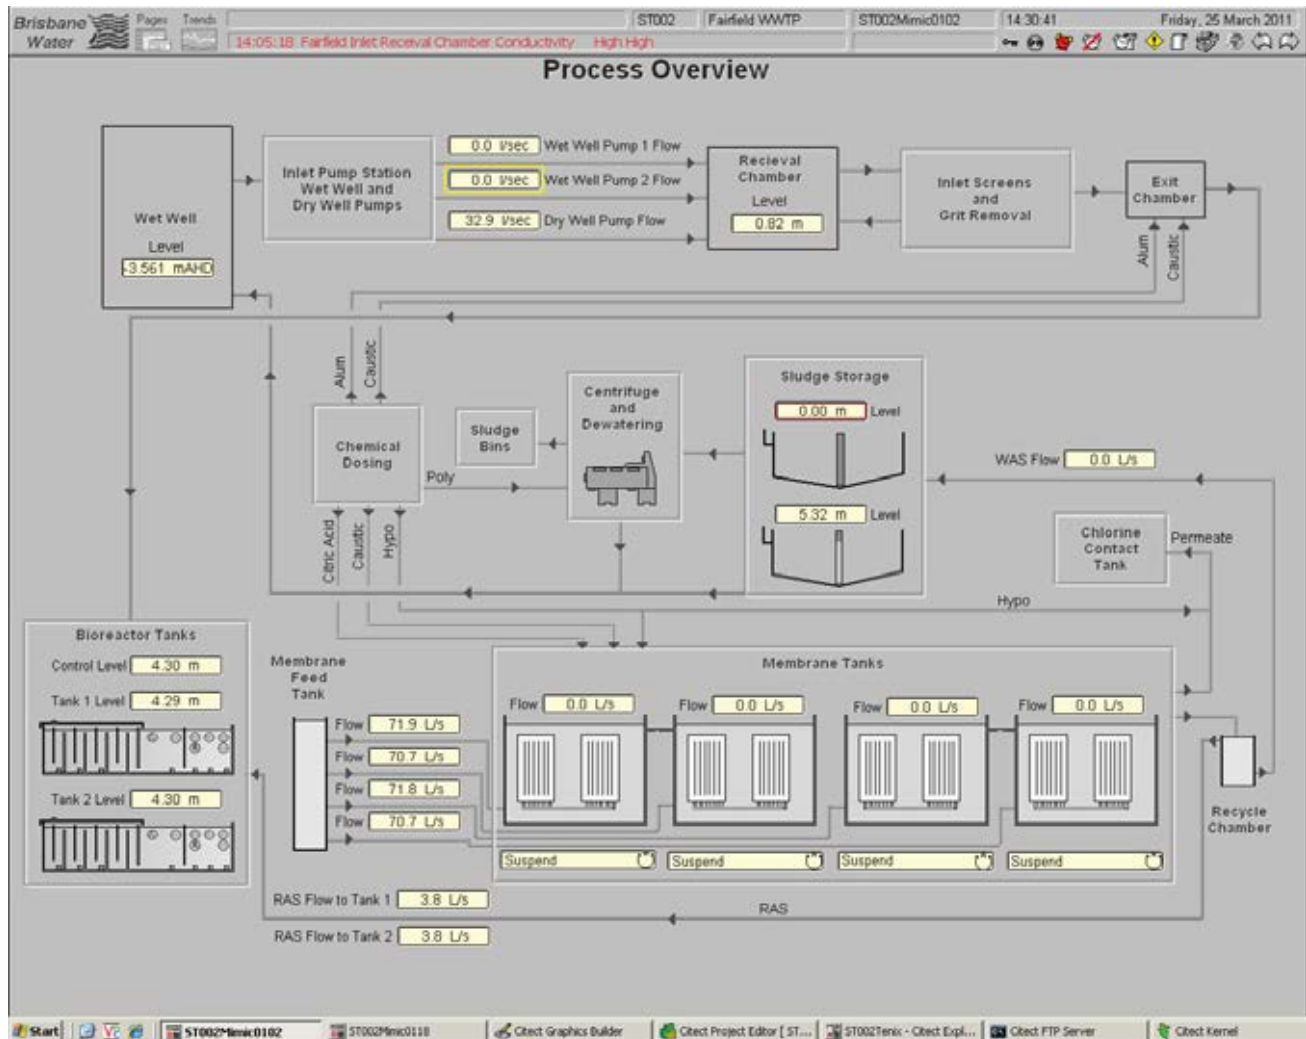 Brisbane Water
Pages Trends
ST002 Fairfield WWTP ST002Mimic0102 14:30:41 Friday, 25 March 2011
14:05:18 Fairfield Inlet Receival Chamber Conductivity High High
Process Overview
Wet Well
Level
-3.561 mAHD
Inlet Pump Station
Wet Well and
Dry Well Pumps
0.0 l/sec Wet Well Pump 1 Flow
0.0 l/sec Wet Well Pump 2 Flow
32.9 l/sec Dry Well Pump Flow
Recieval
Chamber
Level
0.82 m
Inlet Screens
and
Grit Removal
Exit
Chamber
Alum
Caustic
Alum
Caustic
Chemical
Dosing
Poly
Sludge
Bins
Centrifuge
and
Dewatering
Sludge Storage
0.00 m Level
5.32 m Level
WAS Flow 0.0 L/s
Chlorine
Contact
Tank
Permeate
Citric Acid
Caustic
Hypo
Hypo
Bioreactor Tanks
Control Level 4.30 m
Tank 1 Level 4.29 m
Tank 2 Level 4.30 m
Membrane
Feed
Tank
Flow 71.9 L/s
Flow 70.7 L/s
Flow 71.8 L/s
Flow 70.7 L/s
Membrane Tanks
Flow 0.0 L/s Flow 0.0 L/s Flow 0.0 L/s Flow 0.0 L/s
Suspend Suspend Suspend Suspend
Recycle
Chamber
RAS Flow to Tank 1 3.8 L/s
RAS
RAS Flow to Tank 2 3.8 L/s
Start ST002Mimic0102 ST002Mimic0110 Citect Graphics Builder Citect Project Editor [ ST... ST002Tenix - Citect Expl... Citect FTP Server Citect Kernel